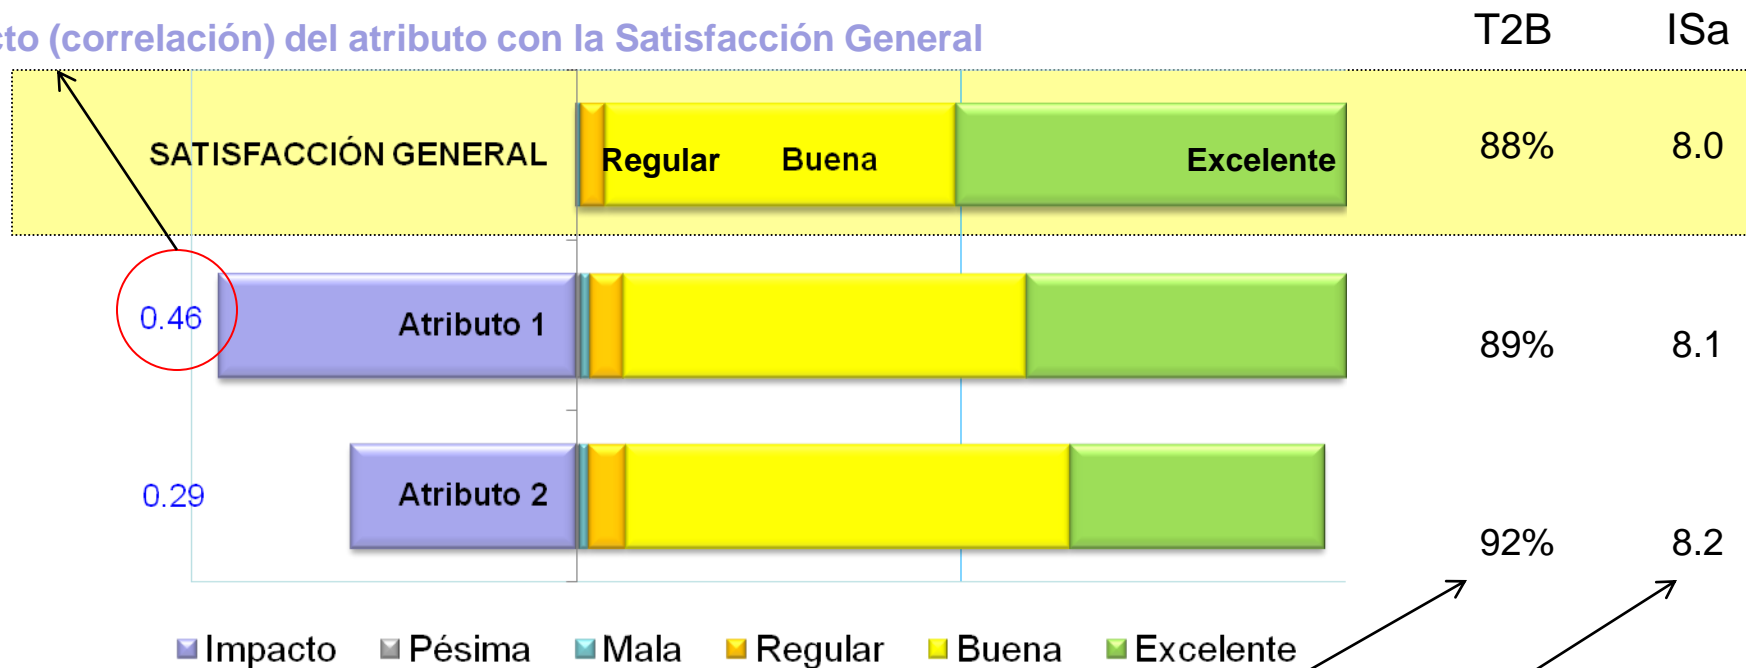 (correlación) del atributo con la Satisfacción General
T2B ISa
SATISFACCIÓN GENERAL Regular Buena Excelente 88% 8.0
0.46 Atributo 1 89% 8.1
0.29 Atributo 2 92% 8.2
Impacto Pésima Mala Regular Buena Excelente